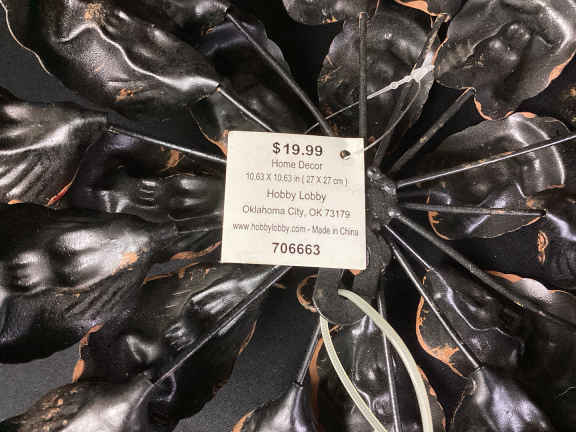 $19.99
Home Decor
10.63 X 10.63 in ( 27 X 27 cm )
Hobby Lobby
Oklahoma City, OK 73179
www.hobbylobby.com - Made in China
706663